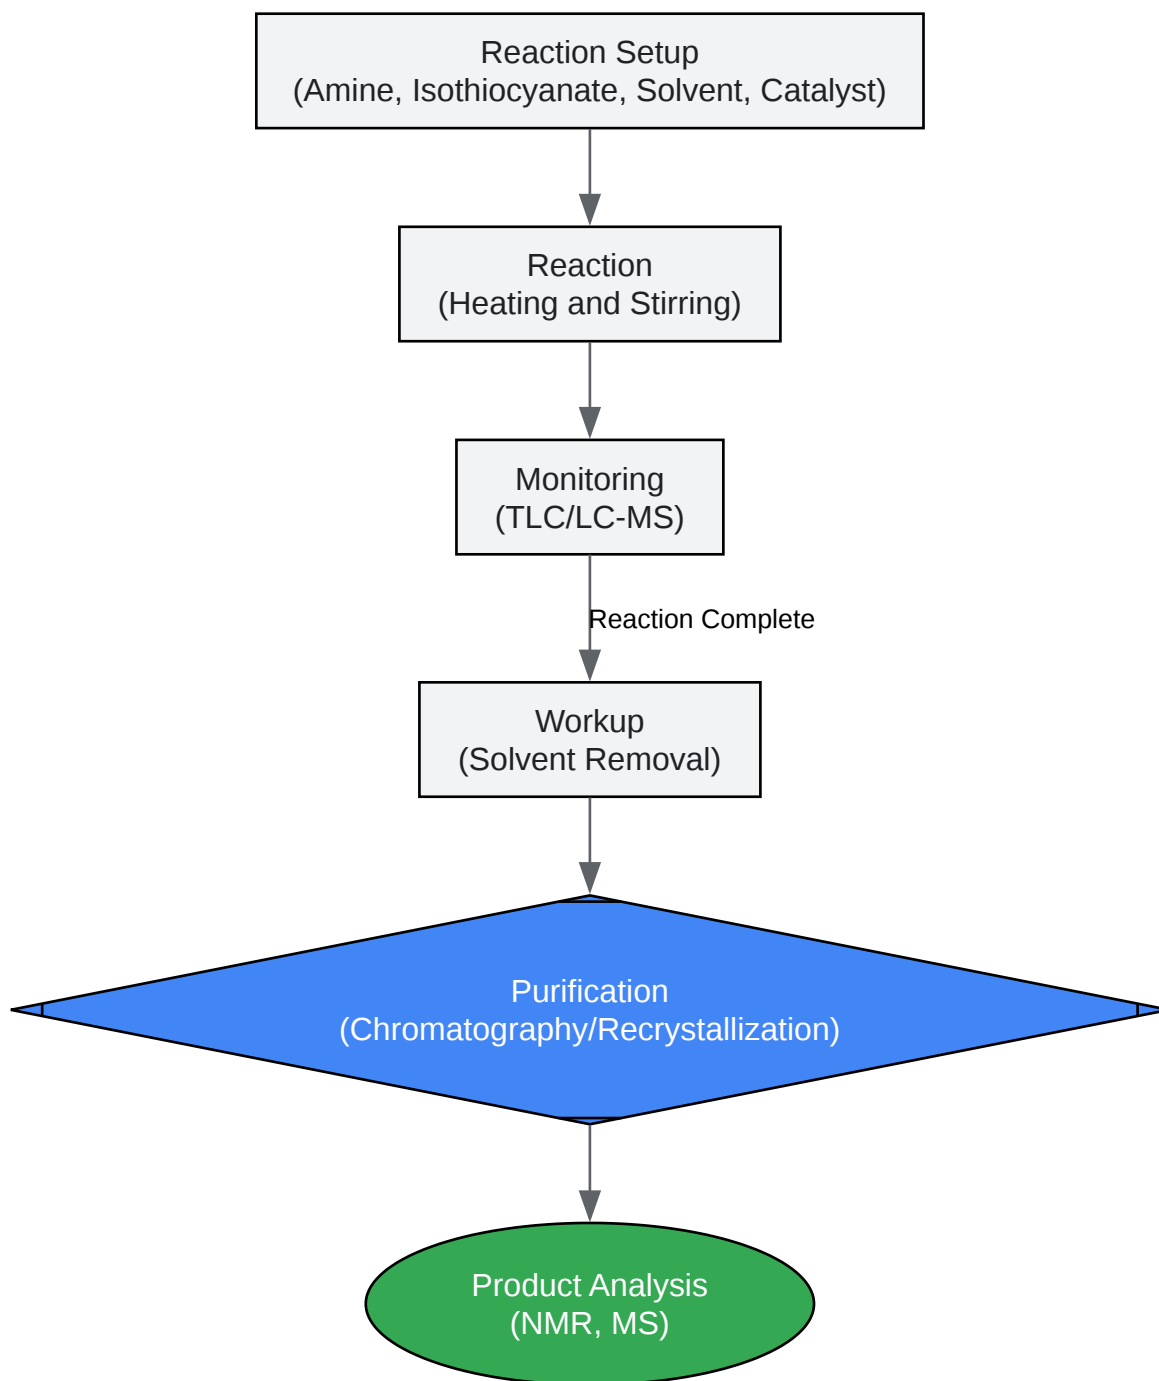 Reaction Setup
(Amine, Isothiocyanate, Solvent, Catalyst)
Reaction
(Heating and Stirring)
Monitoring
(TLC/LC-MS)
Reaction Complete
Workup
(Solvent Removal)
Purification
(Chromatography/Recrystallization)
Product Analysis
(NMR, MS)